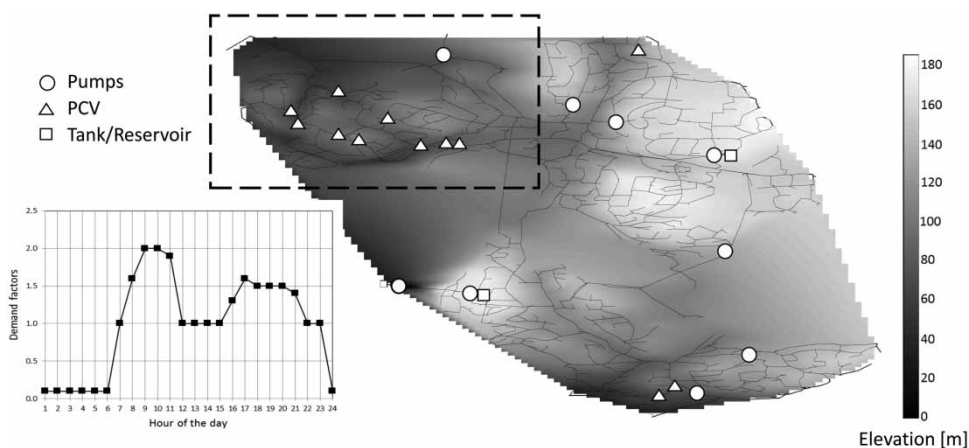 Pumps
PCV
Tank/Reservoir
180
160
140
120
100
80
60
40
20
0
Elevation [m]
2.5
2.0
1.5
1.0
0.5
0.0
Demand factors
1 2 3 4 5 6 7 8 9 10 11 12 13 14 15 16 17 18 19 20 21 22 23 24
Hour of the day